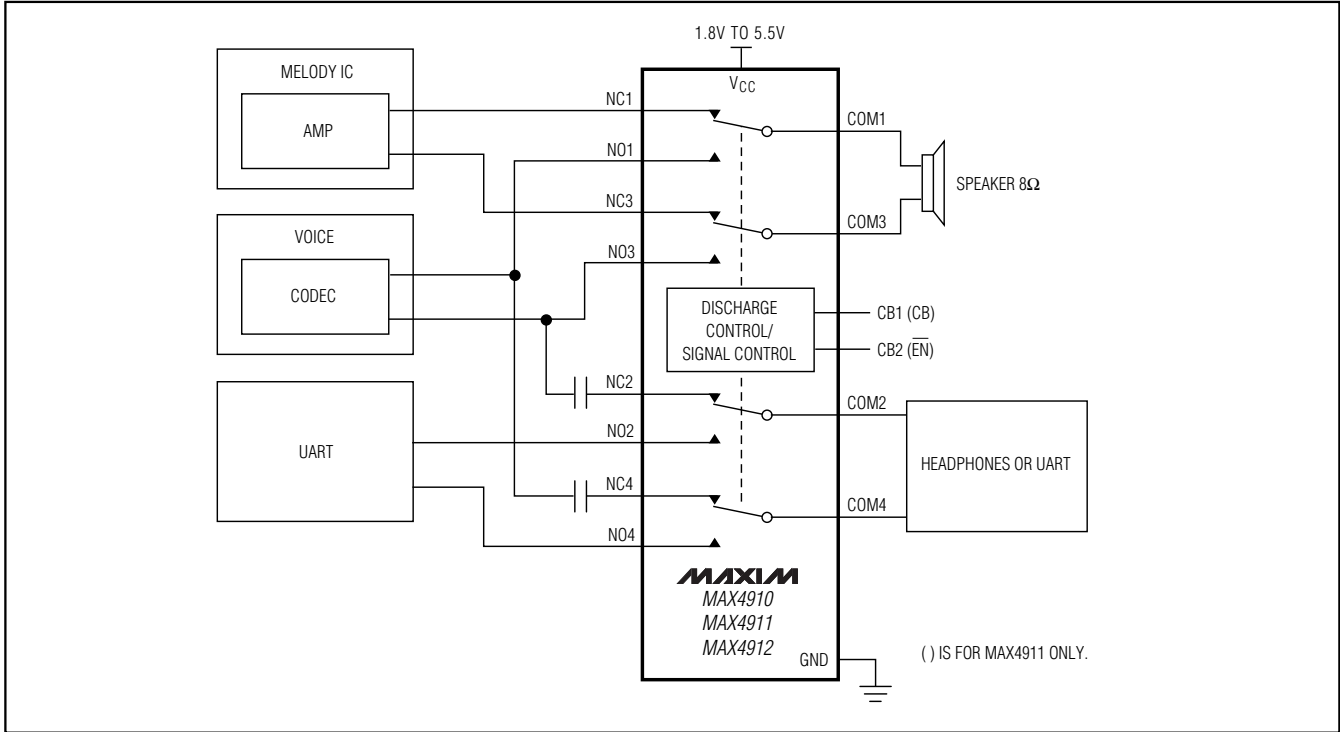 1.8V TO 5.5V
MELODY IC
AMP
VOICE
CODEC
UART
VCC
NC1
NO1
NC3
NO3
NC2
NO2
NC4
NO4
DISCHARGE
CONTROL/
SIGNAL CONTROL
COM1
COM3
SPEAKER 8Ω
CB1 (CB)
CB2 (E̅N̅)
COM2
COM4
HEADPHONES OR UART
MAXIM
MAX4910
MAX4911
MAX4912
GND
( ) IS FOR MAX4911 ONLY.